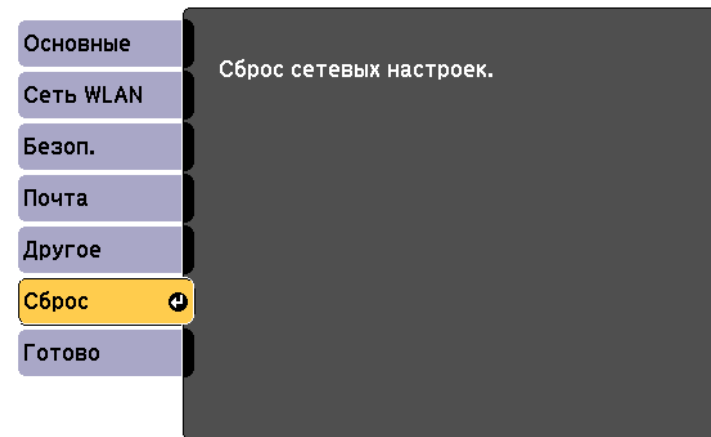 Основные
Сеть WLAN
Безоп.
Почта
Другое
Сброс
Готово
Сброс сетевых настроек.